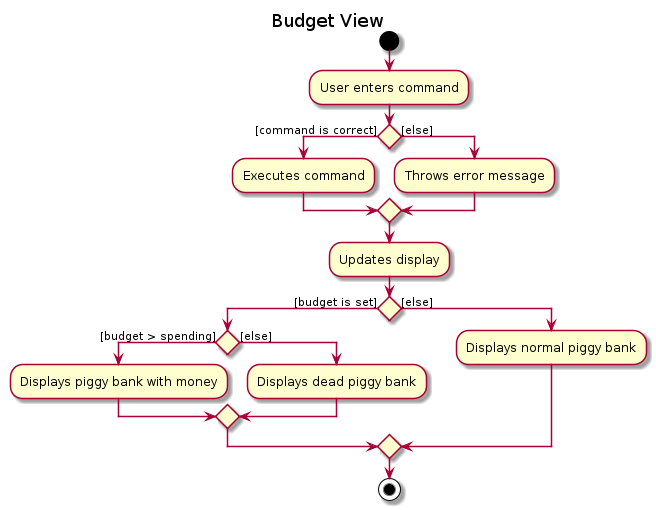 Budget View
User enters command
[command is correct]
[else]
Executes command
Throws error message
Updates display
[budget is set]
[else]
[budget > spending]
[else]
Displays piggy bank with money
Displays dead piggy bank
Displays normal piggy bank